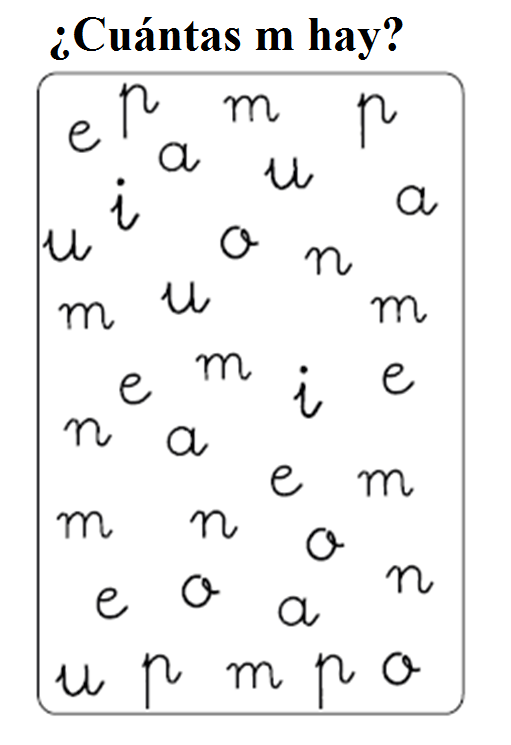 ¿Cuántas m hay?
e p m p
a u
i a
u o n
m u m
e m i e
n a
e m
m n o
e o a n
u p m p o